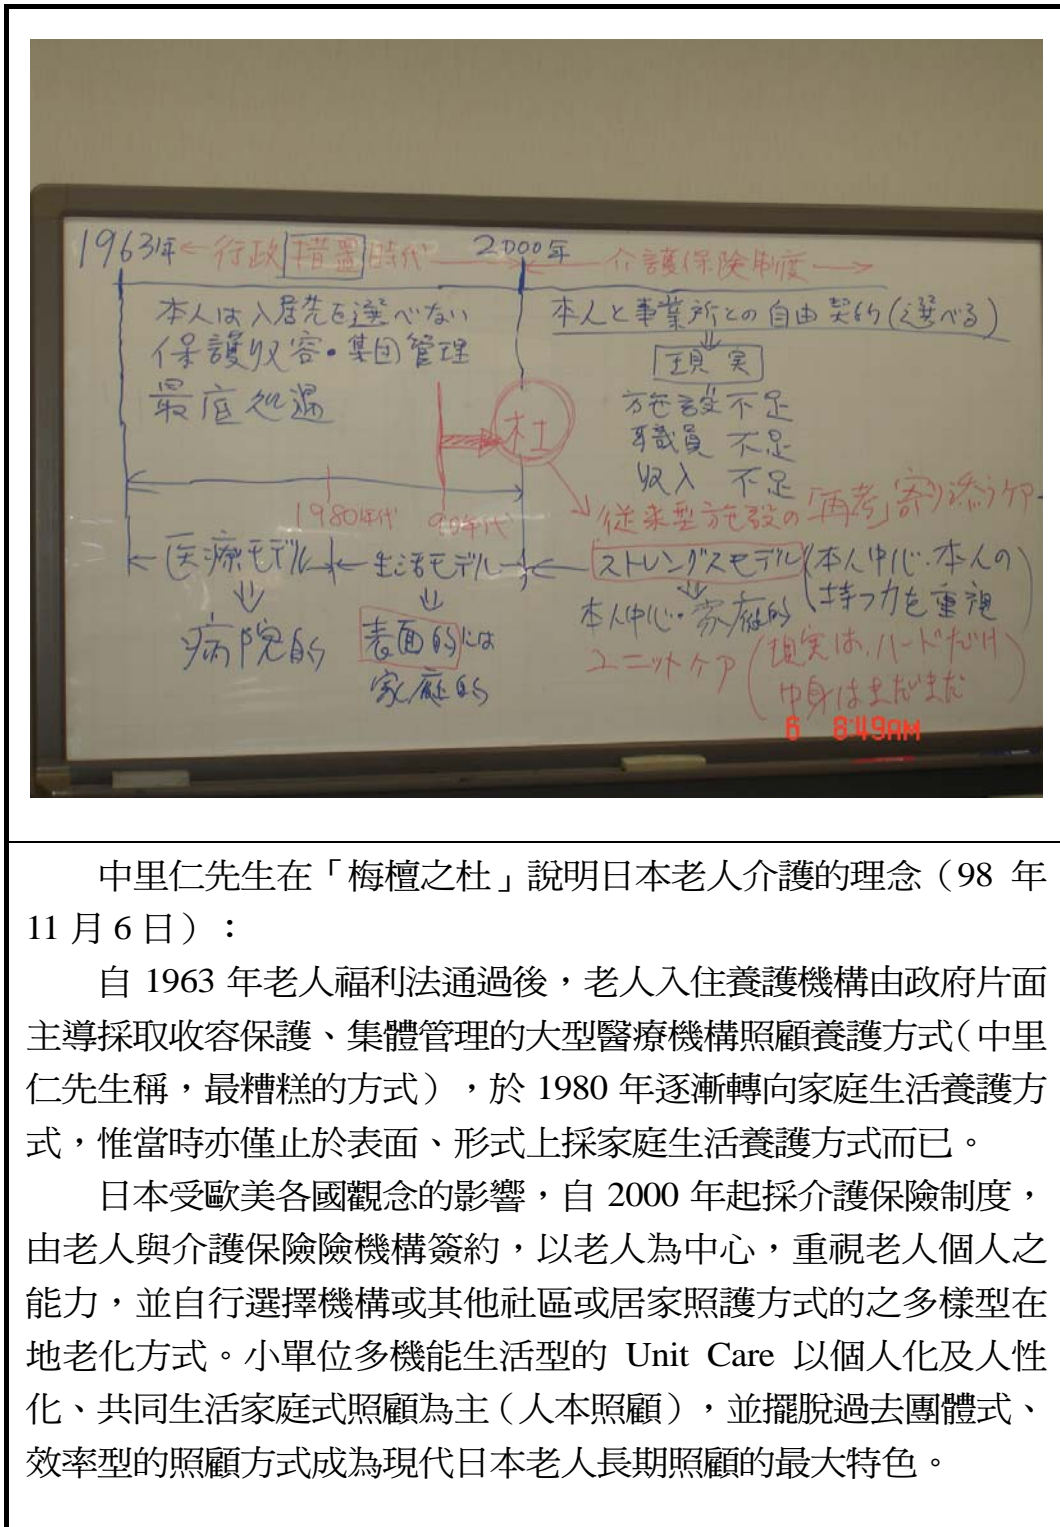 1963年←行政措置時代→ 2000年 ←介護保険制度→
本人は入居先を選べない
保護収容・集団管理
最底処遇
本人と事業所との自由契約(選べる)
⇓
現実
施設不足
職員 不足
収入 不足
杜
1980年代 90年代
従来型施設の「再考」寄り添うケア
←医療モデル→←生活モデル→←ストレングスモデル(本人中心・本人の
持つ力を重視)
⇓ ⇓ ⇓
病院的
表面的には
家庭的
本人中心・家庭的
ユニットケア(現実は、ハードだけ
中身はまだまだ)
6 8:49AM
中里仁先生在「栴檀之杜」說明日本老人介護的理念(98 年
11 月 6 日):
自 1963 年老人福利法通過後,老人入住養護機構由政府片面
主導採取收容保護、集體管理的大型醫療機構照顧養護方式(中里
仁先生稱,最糟糕的方式),於 1980 年逐漸轉向家庭生活養護方
式,惟當時亦僅止於表面、形式上採家庭生活養護方式而已。
日本受歐美各國觀念的影響,自 2000 年起採介護保險制度,
由老人與介護保險險機構簽約,以老人為中心,重視老人個人之
能力,並自行選擇機構或其他社區或居家照護方式的之多樣型在
地老化方式。小單位多機能生活型的 Unit Care 以個人化及人性
化、共同生活家庭式照顧為主(人本照顧),並擺脫過去團體式、
效率型的照顧方式成為現代日本老人長期照顧的最大特色。